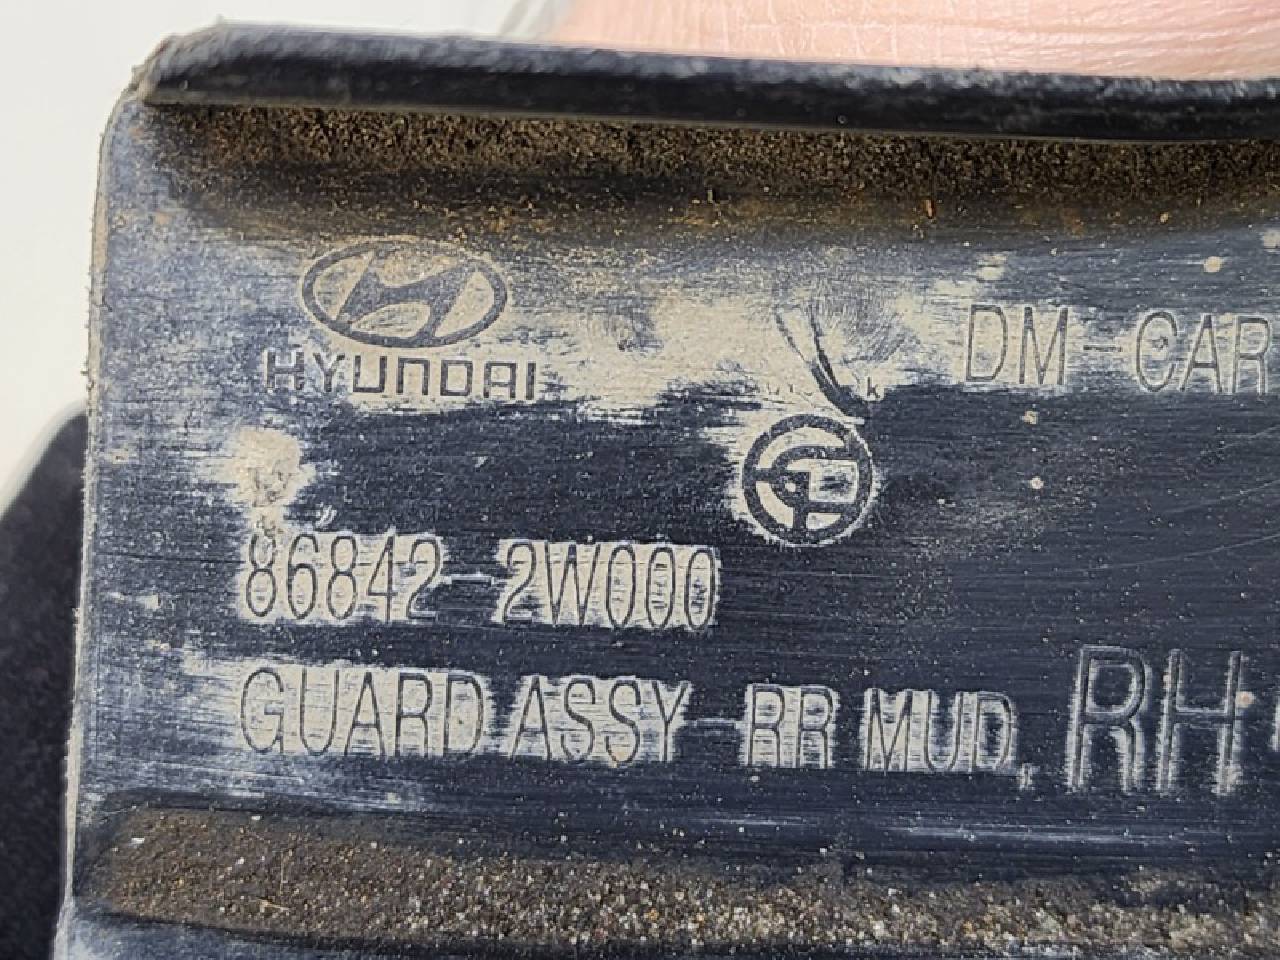 HYUNDAI
DM-CAR
86842-2W000
GUARD ASSY-RR MUD, RH